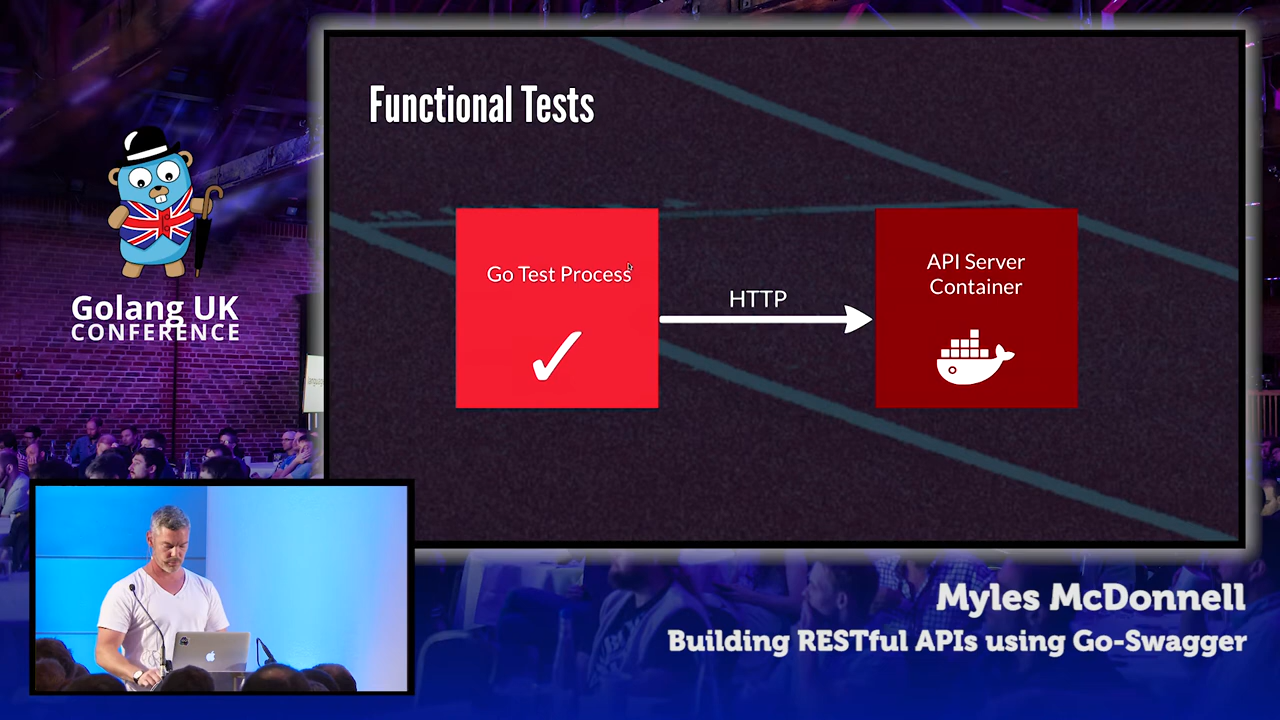 Functional Tests
Go Test Process
HTTP
API Server
Container
Golang UK
CONFERENCE
Myles McDonnell
Building RESTful APIs using Go-Swagger